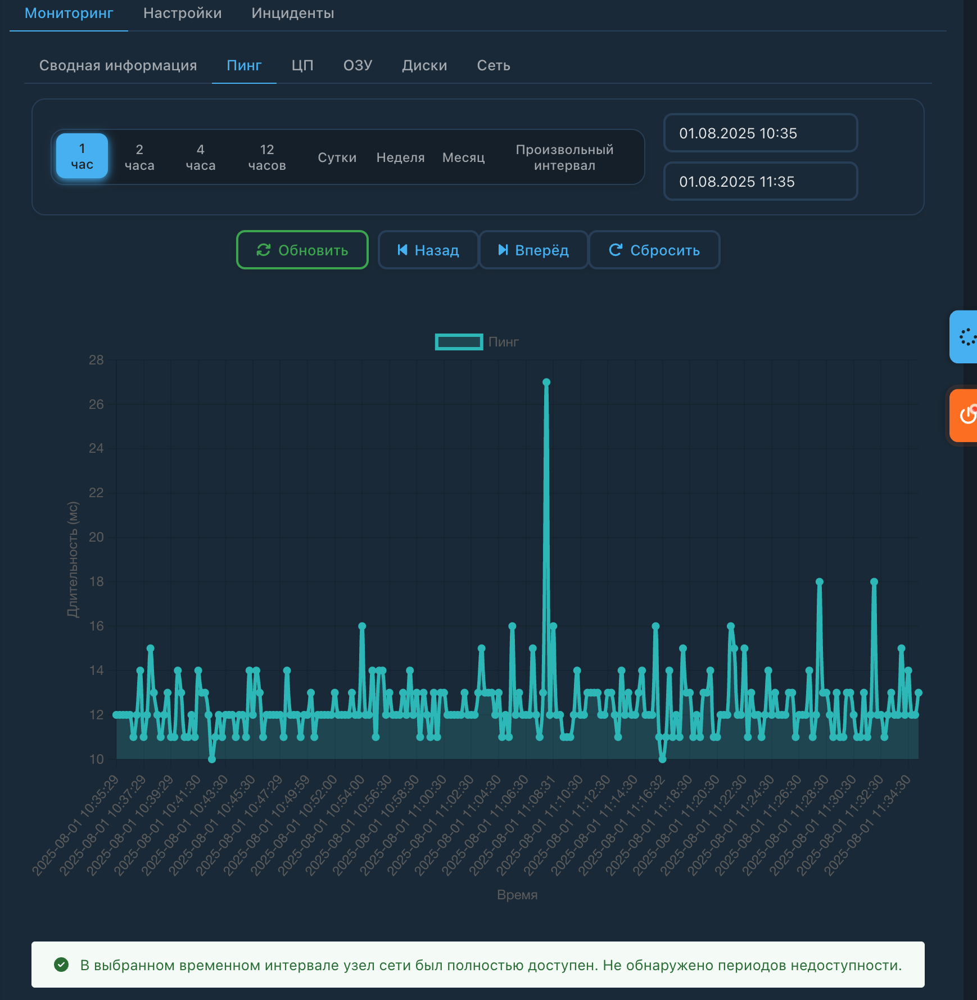 Мониторинг Настройки Инциденты
Сводная информация Пинг ЦП ОЗУ Диски Сеть
1 час
2 часа
4 часа
12 часов
Сутки
Неделя
Месяц
Произвольный интервал
01.08.2025 10:35
01.08.2025 11:35
Обновить Назад Вперёд Сбросить
Пинг
Длительность (мс)
28
26
24
22
20
18
16
14
12
10
2025-08-01 10:35:29
2025-08-01 10:37:29
2025-08-01 10:39:29
2025-08-01 10:41:30
2025-08-01 10:43:30
2025-08-01 10:45:30
2025-08-01 10:47:29
2025-08-01 10:49:59
2025-08-01 10:52:00
2025-08-01 10:54:00
2025-08-01 10:56:30
2025-08-01 10:58:30
2025-08-01 11:00:30
2025-08-01 11:02:30
2025-08-01 11:04:30
2025-08-01 11:06:30
2025-08-01 11:08:31
2025-08-01 11:10:30
2025-08-01 11:12:30
2025-08-01 11:14:30
2025-08-01 11:16:32
2025-08-01 11:18:30
2025-08-01 11:20:30
2025-08-01 11:22:30
2025-08-01 11:24:30
2025-08-01 11:26:30
2025-08-01 11:28:30
2025-08-01 11:30:30
2025-08-01 11:32:30
2025-08-01 11:34:30
Время
В выбранном временном интервале узел сети был полностью доступен. Не обнаружено периодов недоступности.